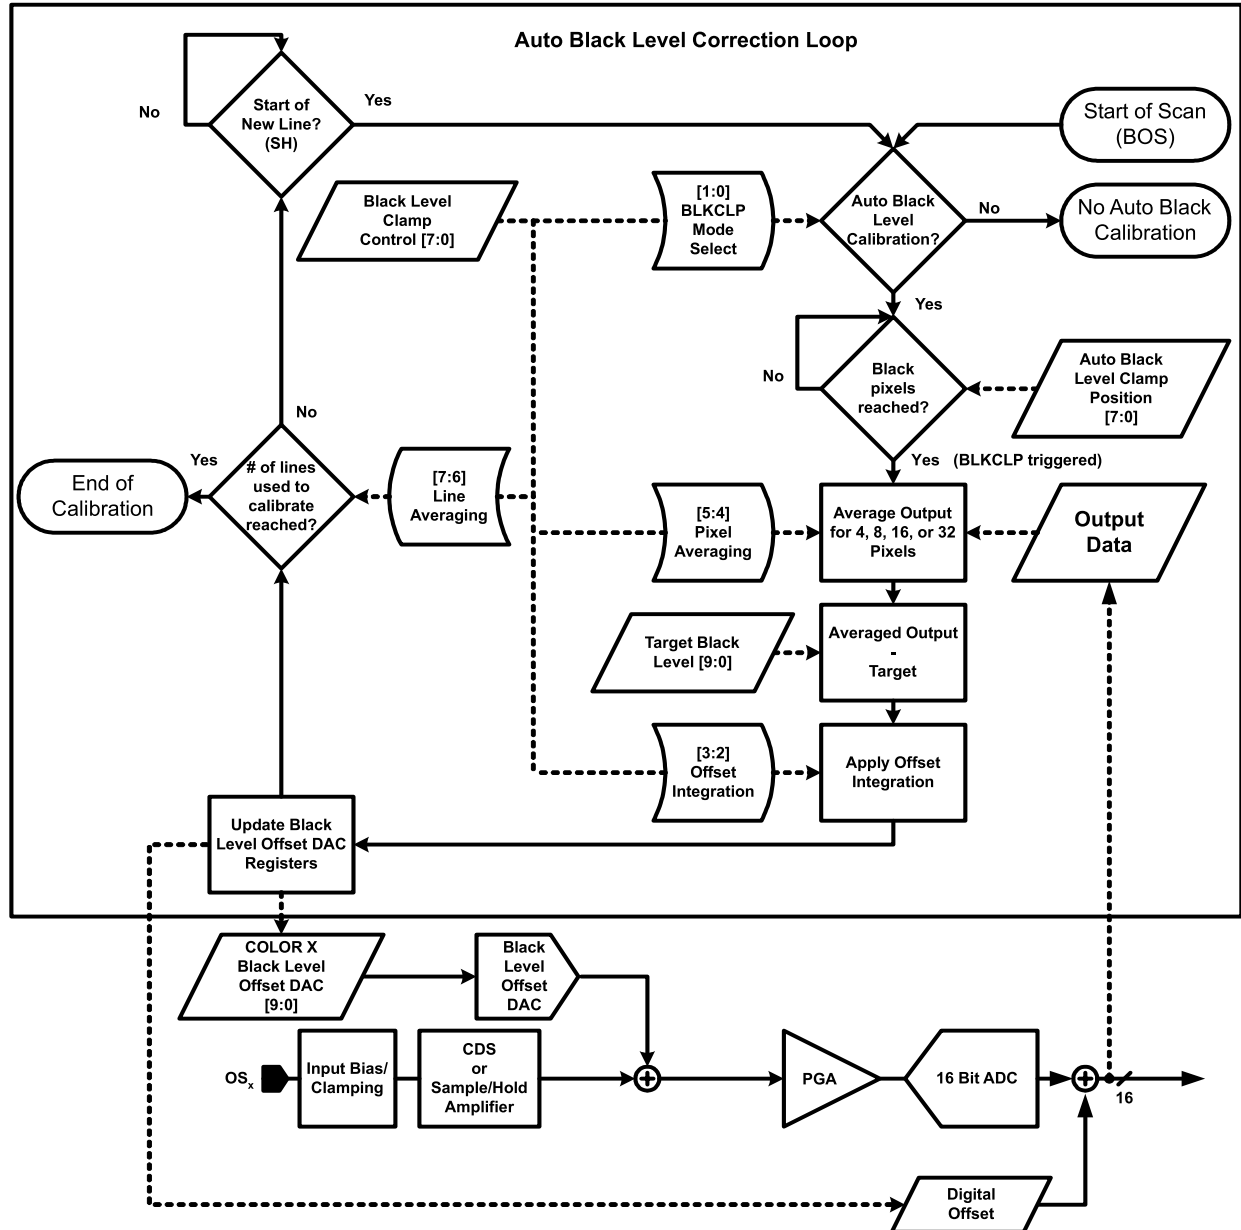 Auto Black Level Correction Loop
No
Start of
New Line?
(SH)
Yes
Start of Scan
(BOS)
Black Level
Clamp
Control [7:0]
[1:0]
BLKCLP
Mode
Select
Auto Black
Level
Calibration?
No
No Auto Black
Calibration
Yes
No
Black
pixels
reached?
Auto Black
Level Clamp
Position
[7:0]
No
Yes
# of lines
used to
calibrate
reached?
End of
Calibration
[7:6]
Line
Averaging
Yes (BLKCLP triggered)
[5:4]
Pixel
Averaging
Average Output
for 4, 8, 16, or 32
Pixels
Output
Data
Target Black
Level [9:0]
Averaged Output
-
Target
[3:2]
Offset
Integration
Apply Offset
Integration
Update Black
Level Offset DAC
Registers
COLOR X
Black Level
Offset DAC
[9:0]
Black
Level
Offset
DAC
OSx
Input Bias/
Clamping
CDS
or
Sample/Hold
Amplifier
PGA
16 Bit ADC
16
Digital
Offset